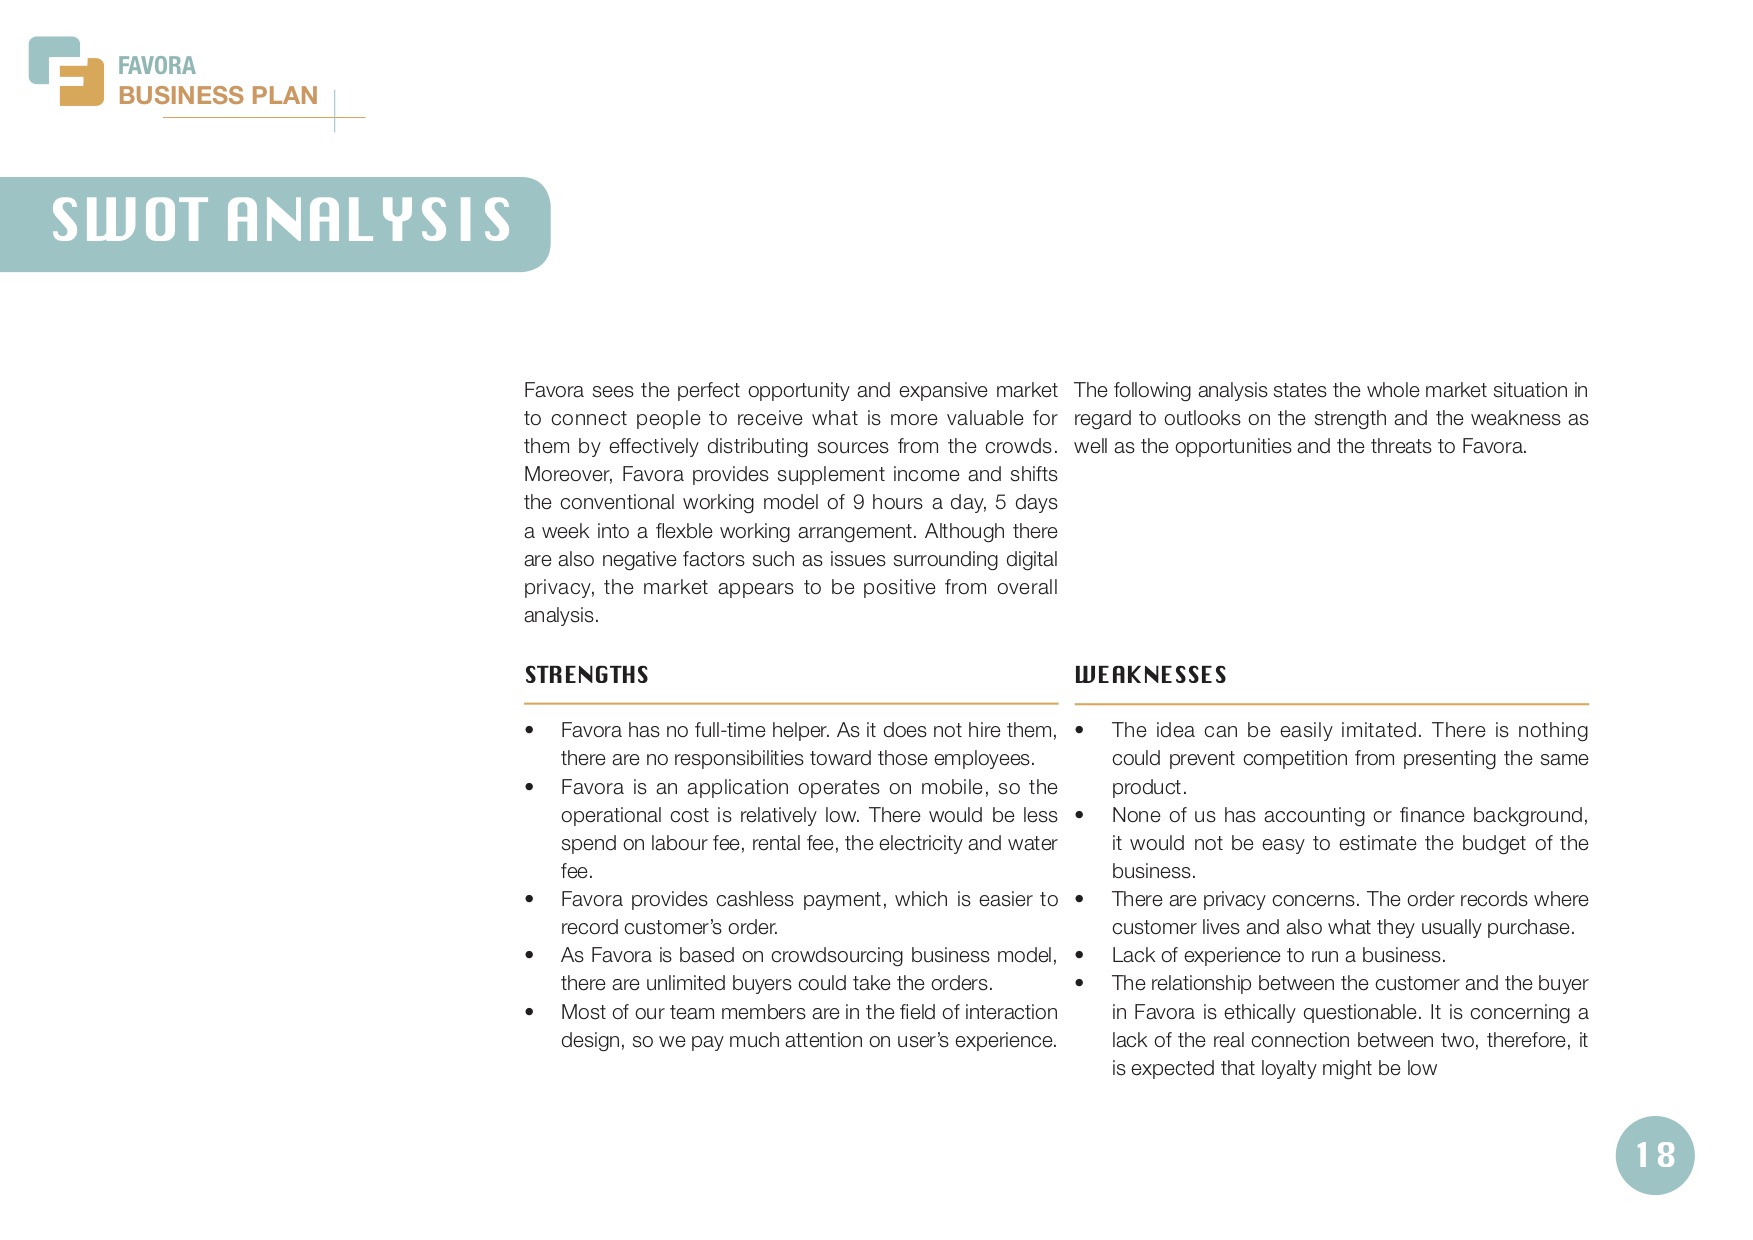 FAVORA
BUSINESS PLAN
SWOT ANALYSIS
Favora sees the perfect opportunity and expansive market
to connect people to receive what is more valuable for
them by effectively distributing sources from the crowds.
Moreover, Favora provides supplement income and shifts
the conventional working model of 9 hours a day, 5 days
a week into a flexble working arrangement. Although there
are also negative factors such as issues surrounding digital
privacy, the market appears to be positive from overall
analysis.
The following analysis states the whole market situation in
regard to outlooks on the strength and the weakness as
well as the opportunities and the threats to Favora.
STRENGTHS
• Favora has no full-time helper. As it does not hire them,
there are no responsibilities toward those employees.
• Favora is an application operates on mobile, so the
operational cost is relatively low. There would be less
spend on labour fee, rental fee, the electricity and water
fee.
• Favora provides cashless payment, which is easier to
record customer’s order.
• As Favora is based on crowdsourcing business model,
there are unlimited buyers could take the orders.
• Most of our team members are in the field of interaction
design, so we pay much attention on user’s experience.
WEAKNESSES
• The idea can be easily imitated. There is nothing
could prevent competition from presenting the same
product.
• None of us has accounting or finance background,
it would not be easy to estimate the budget of the
business.
• There are privacy concerns. The order records where
customer lives and also what they usually purchase.
• Lack of experience to run a business.
• The relationship between the customer and the buyer
in Favora is ethically questionable. It is concerning a
lack of the real connection between two, therefore, it
is expected that loyalty might be low
18